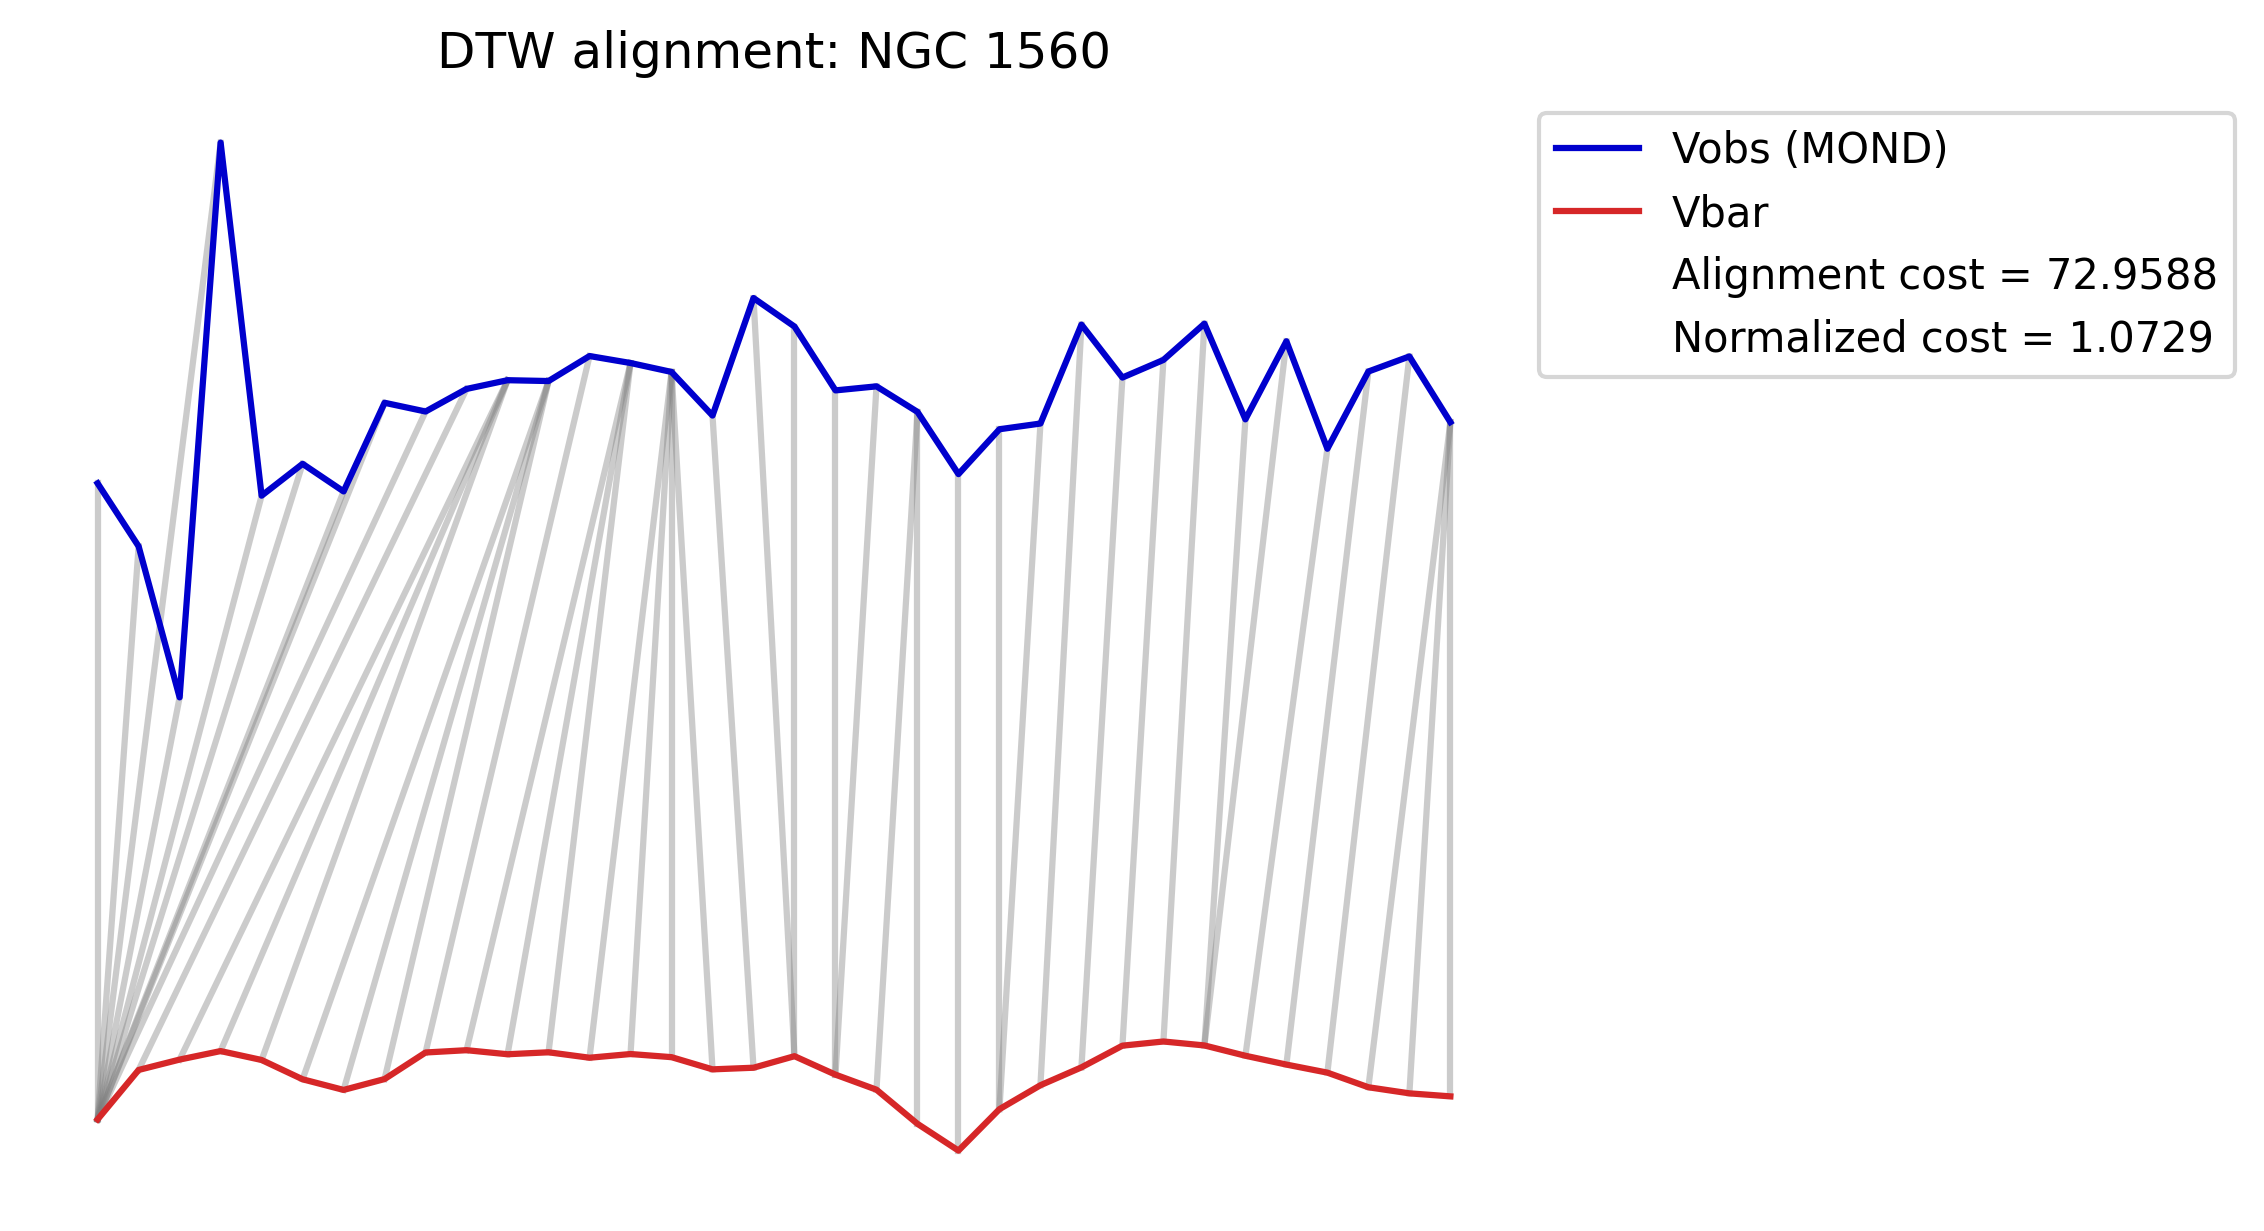 DTW alignment: NGC 1560
Vobs (MOND)
Vbar
Alignment cost = 72.9588
Normalized cost = 1.0729